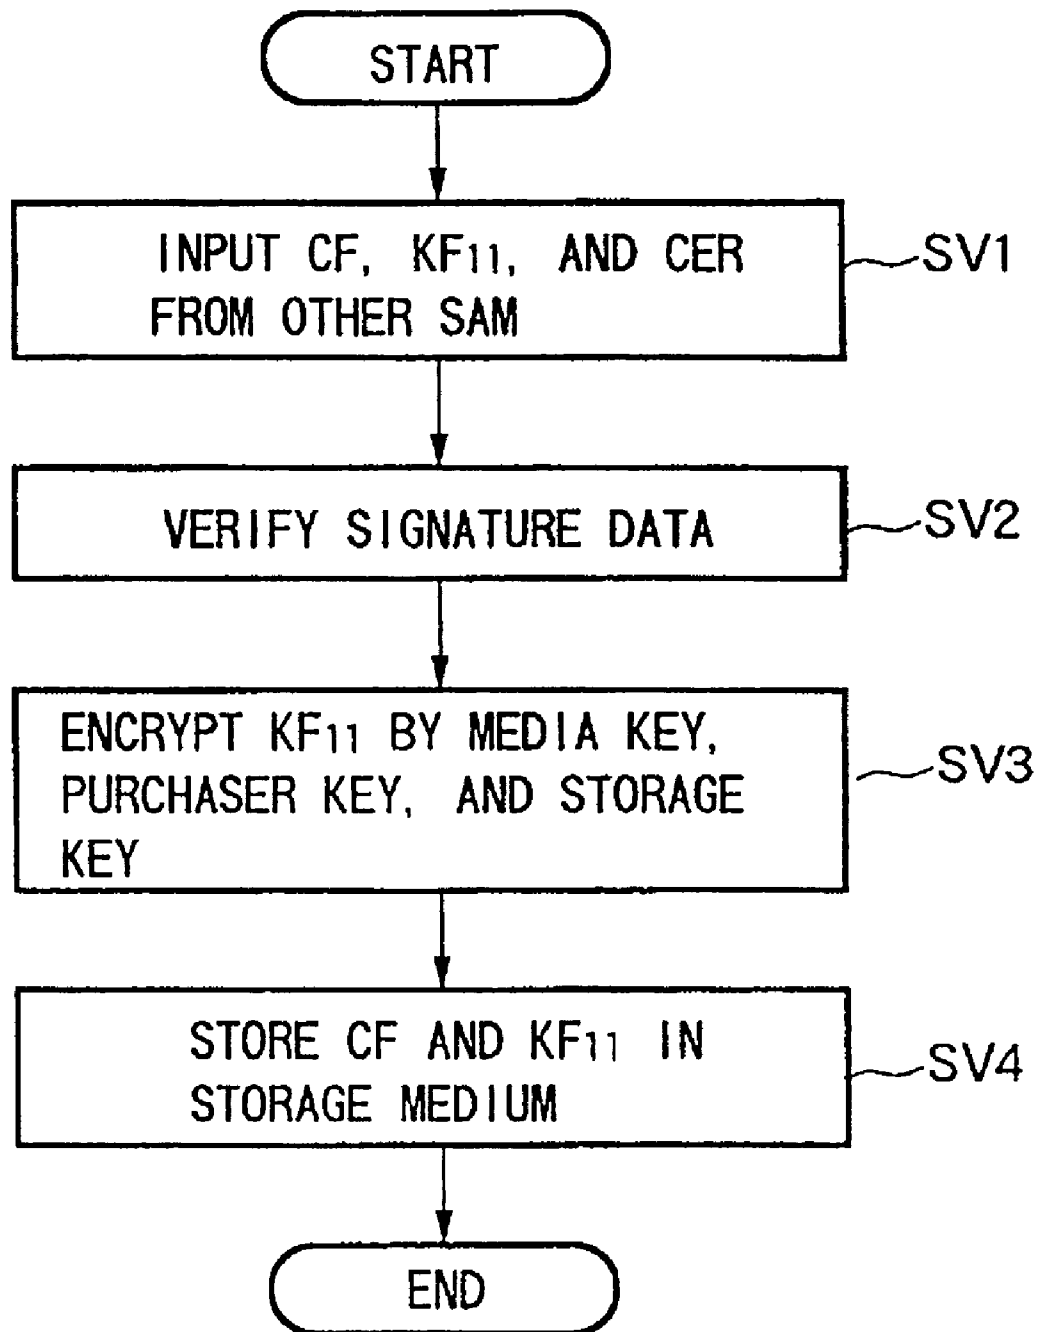 START
INPUT CF, KF11, AND CER
FROM OTHER SAM
SV1
VERIFY SIGNATURE DATA
SV2
ENCRYPT KF11 BY MEDIA KEY,
PURCHASER KEY, AND STORAGE
KEY
SV3
STORE CF AND KF11 IN
STORAGE MEDIUM
SV4
END